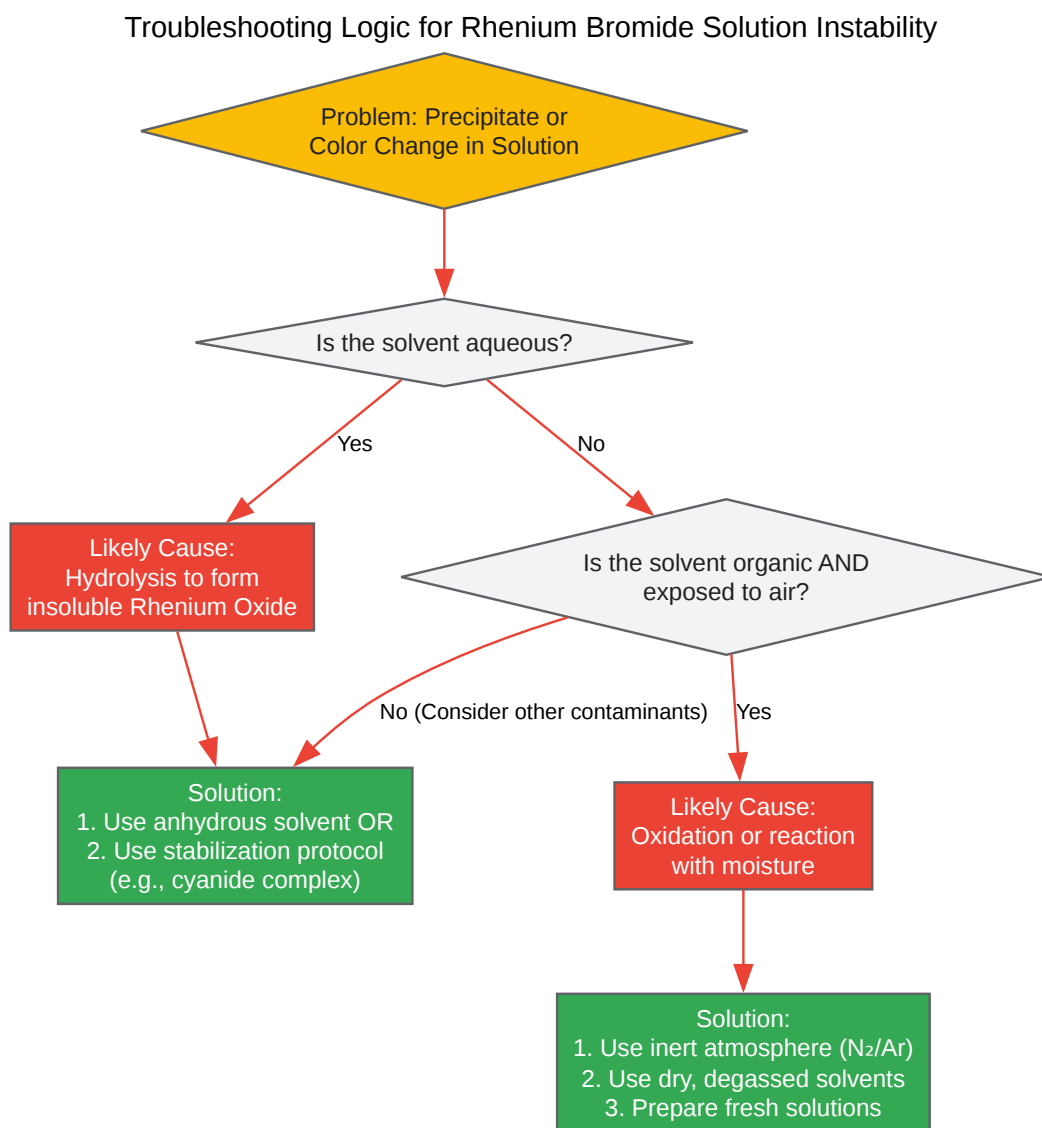 Troubleshooting Logic for Rhenium Bromide Solution Instability
Problem: Precipitate or
Color Change in Solution
Is the solvent aqueous?
Yes
No
Likely Cause:
Hydrolysis to form
insoluble Rhenium Oxide
Is the solvent organic AND
exposed to air?
No (Consider other contaminants)
Yes
Solution:
1. Use anhydrous solvent OR
2. Use stabilization protocol
(e.g., cyanide complex)
Likely Cause:
Oxidation or reaction
with moisture
Solution:
1. Use inert atmosphere (N₂/Ar)
2. Use dry, degassed solvents
3. Prepare fresh solutions